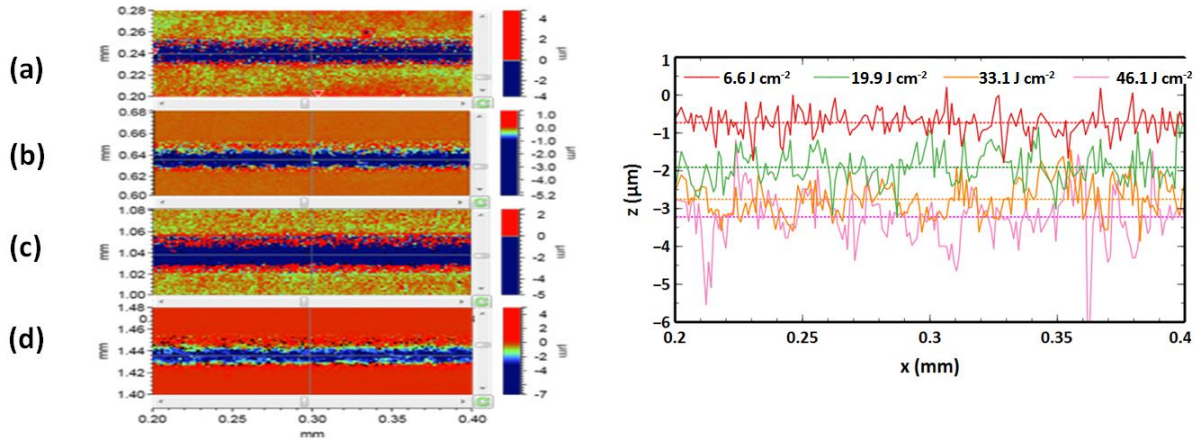 (a)
0.28
0.26
0.24
0.22
0.20
mm
4
2
0
-2
-4
µm
(b)
0.68
0.66
0.64
0.62
0.60
mm
1.0
0.0
-1.0
-3.0
-5.2
µm
(c)
1.08
1.06
1.04
1.02
1.00
mm
2
0
-2
-5
µm
(d)
1.48
1.46
1.44
1.42
1.40
mm
4
2
0
-2
-4
-7
µm
0.20 0.30 0.40
mm
6.6 J cm⁻² 19.9 J cm⁻² 33.1 J cm⁻² 46.1 J cm⁻²
1
0
−1
−2
−3
−4
−5
−6
z (µm)
0.2 0.25 0.3 0.35 0.4
x (mm)